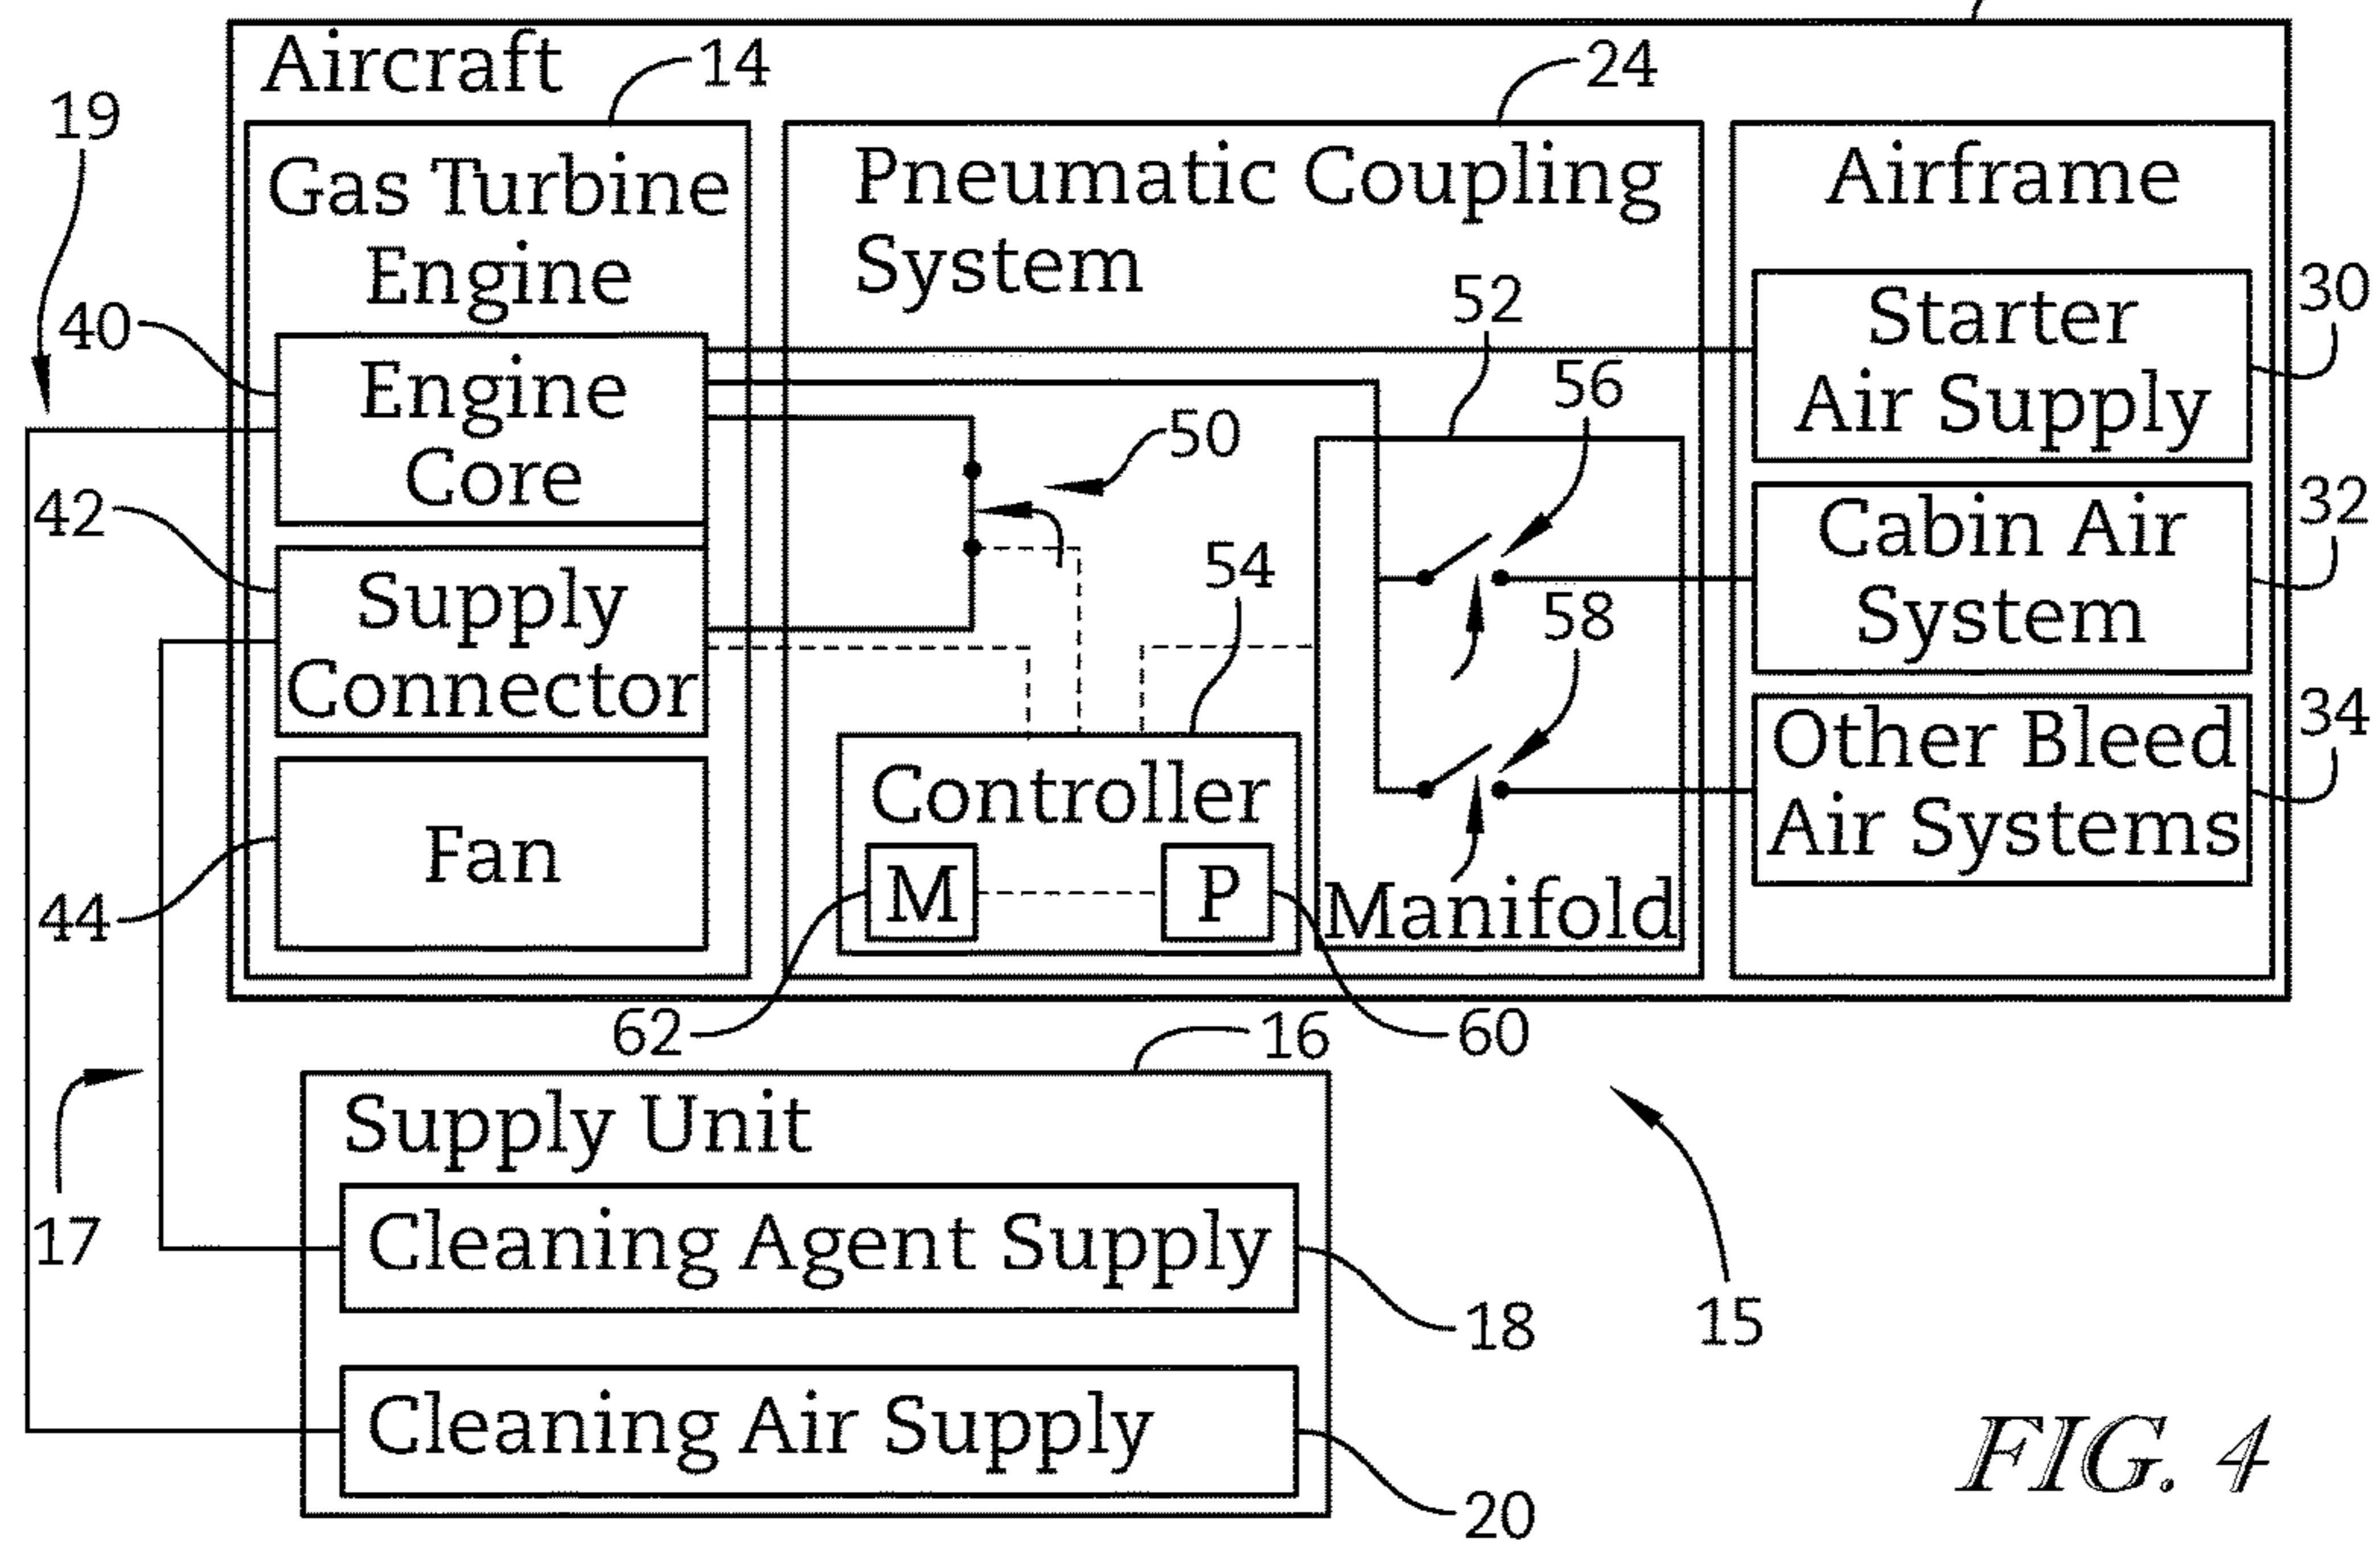 Aircraft
14
24
19
Gas Turbine
Engine
Pneumatic Coupling
System
Airframe
40
Engine
Core
52
56
50
Starter
Air Supply
30
42
Supply
Connector
54
58
Cabin Air
System
32
44
Fan
Controller
M
P
Manifold
Other Bleed
Air Systems
34
62
60
16
17
Supply Unit
Cleaning Agent Supply
18
15
Cleaning Air Supply
20
FIG. 4